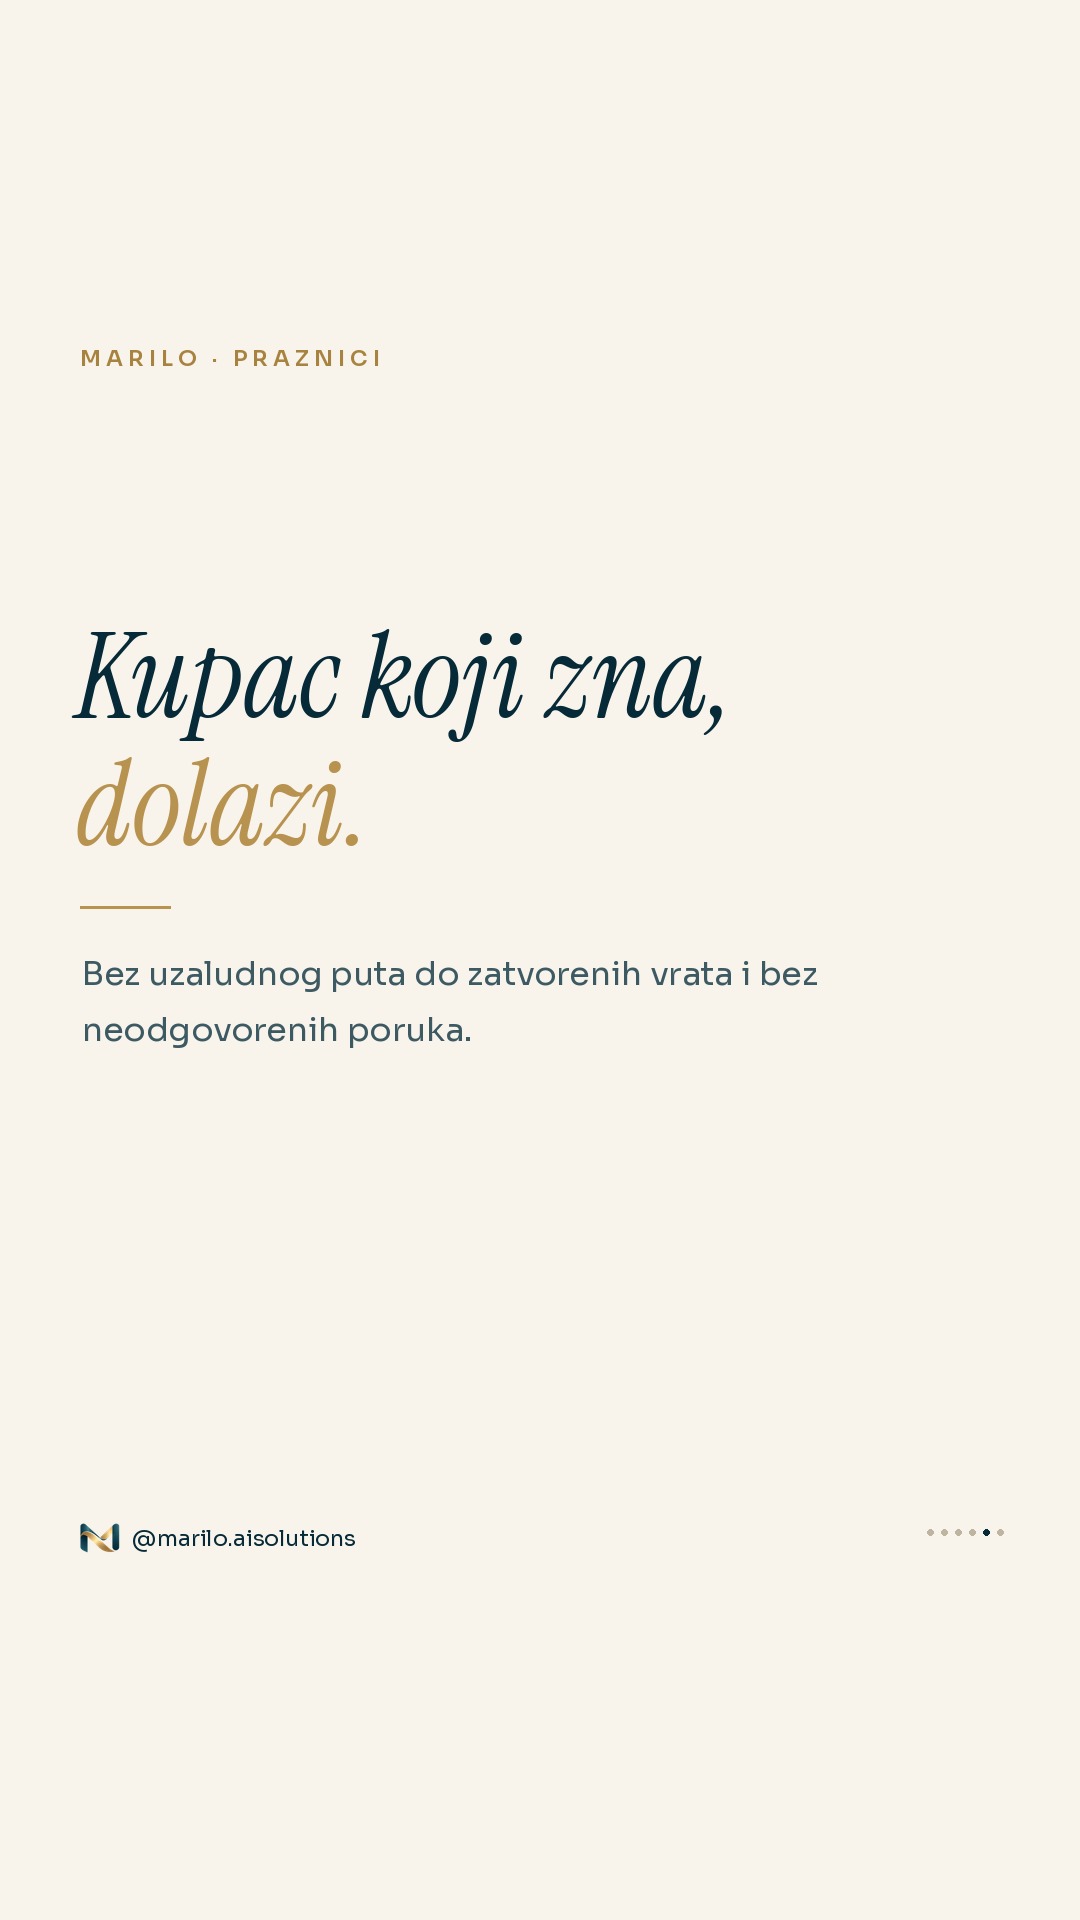 MARILO · PRAZNICI
Kupac koji zna,
dolazi.
Bez uzaludnog puta do zatvorenih vrata i bez
neodgovorenih poruka.
@marilo.aisolutions